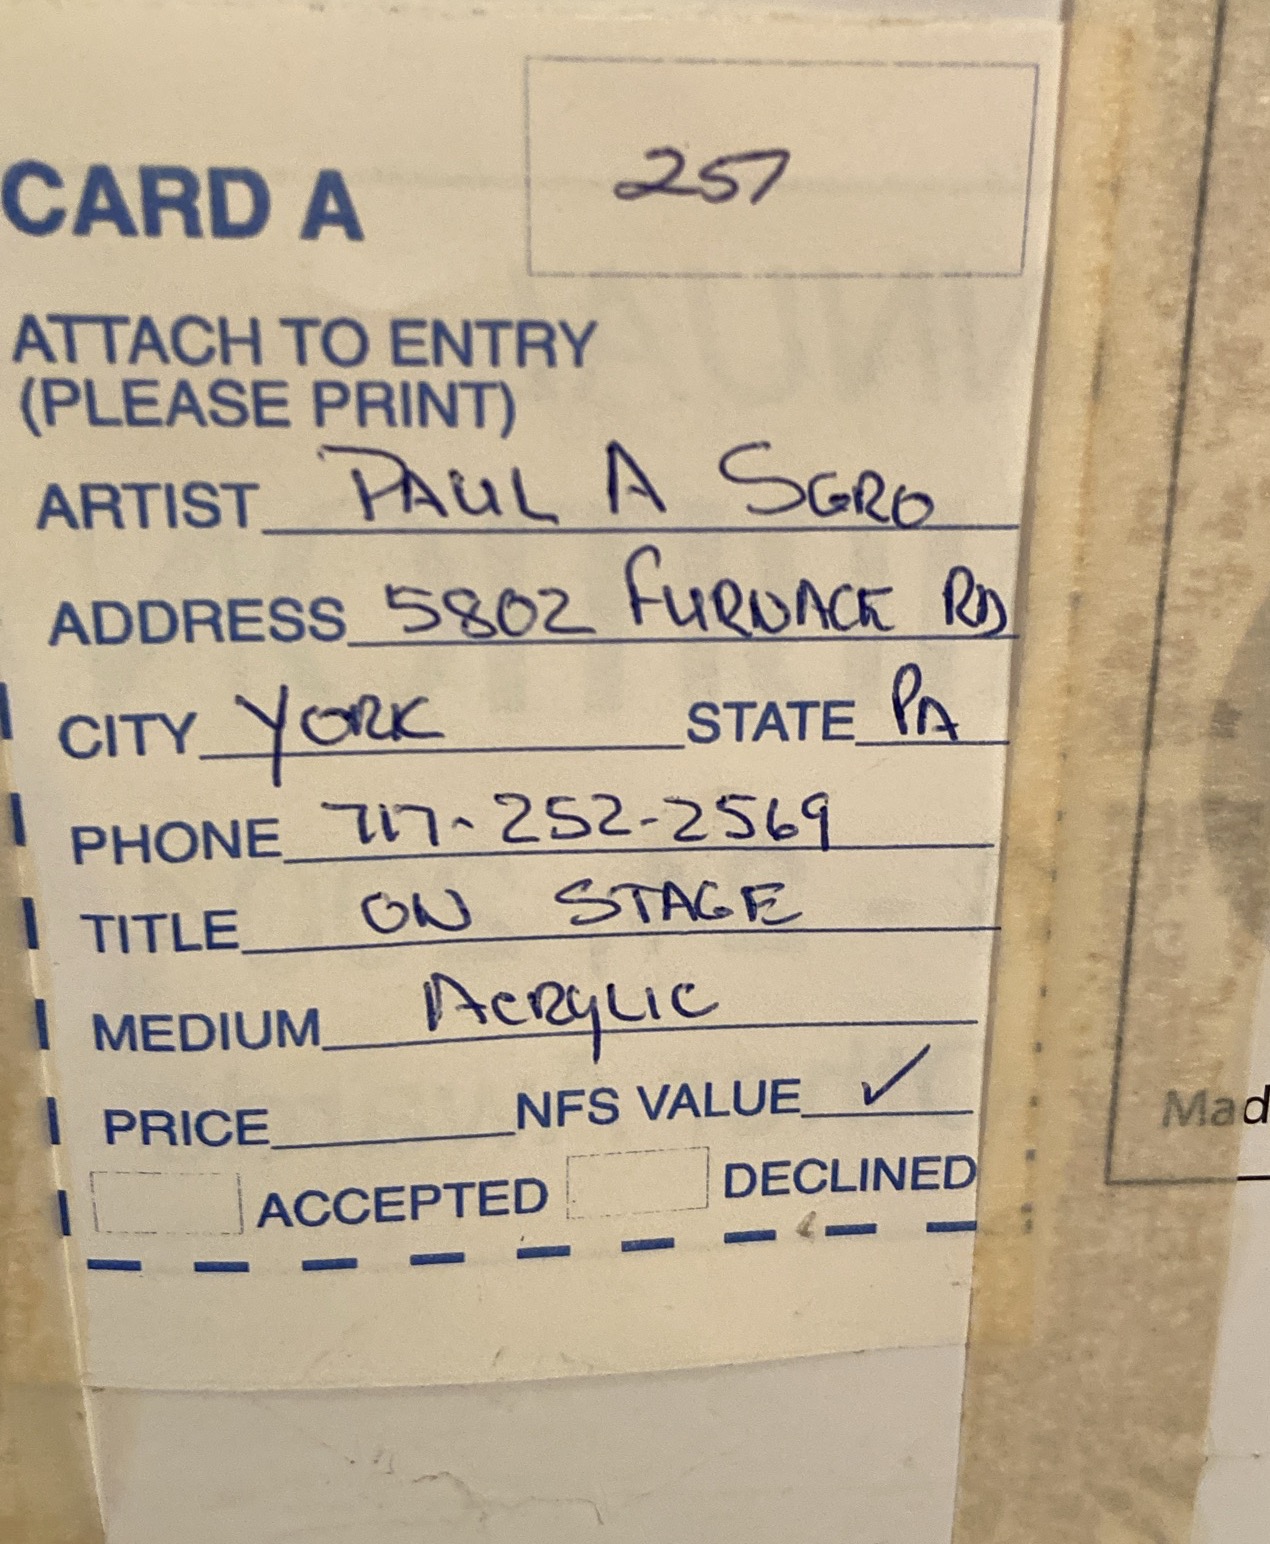 257
CARD A
ATTACH TO ENTRY
(PLEASE PRINT)
ARTIST PAUL A SGRO
ADDRESS 5802 FURNACE RD
CITY YORK STATE PA
PHONE 717-252-2569
TITLE ON STAGE
MEDIUM ACRYLIC
PRICE NFS VALUE ✓
ACCEPTED DECLINED
Mad